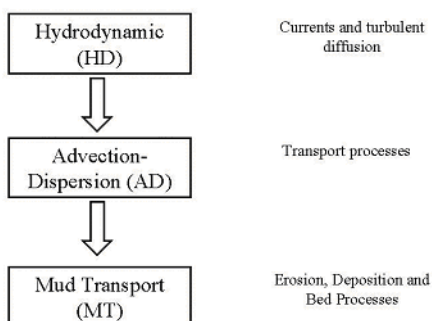 Hydrodynamic
(HD)
Currents and turbulent
diffusion
Advection-
Dispersion (AD)
Transport processes
Mud Transport
(MT)
Erosion, Deposition and
Bed Processes